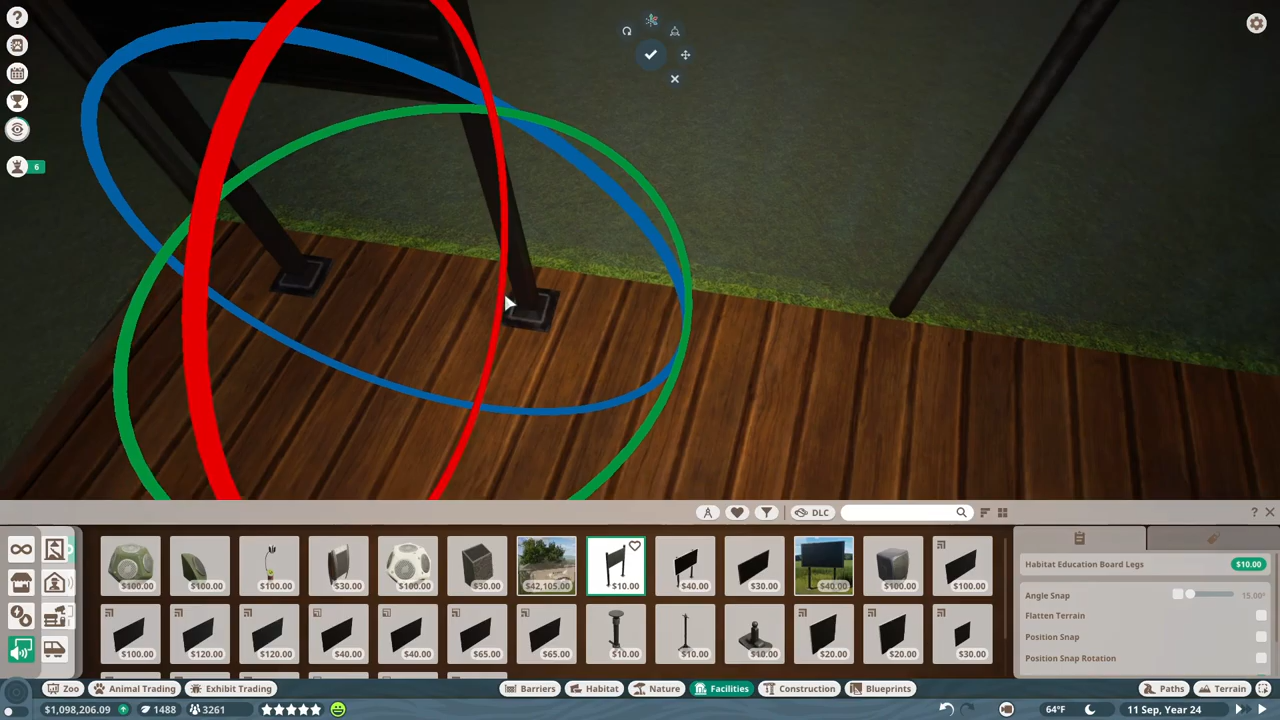 ?
6
DLC
? ×
$100.00 $100.00 $100.00 $30.00 $100.00 $30.00 $42,105.00 $10.00 $40.00 $30.00 $40.00 $100.00 $100.00
$100.00 $120.00 $120.00 $40.00 $40.00 $65.00 $65.00 $10.00 $10.00 $10.00 $20.00 $20.00 $30.00
Habitat Education Board Legs $10.00
Angle Snap 15.00°
Flatten Terrain
Position Snap
Position Snap Rotation
Zoo Animal Trading Exhibit Trading Barriers Habitat Nature Facilities Construction Blueprints Paths Terrain
$1,098,206.09 1488 3261 64°F 11 Sep, Year 24